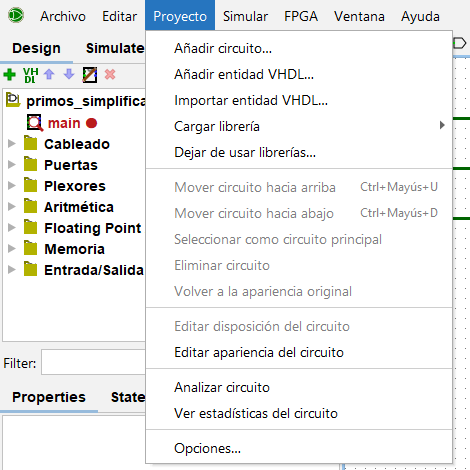 Archivo Editar Proyecto Simular FPGA Ventana Ayuda
Design Simulate
VH
DL
primos_simplifica
main
Cableado
Puertas
Plexores
Aritmética
Floating Point
Memoria
Entrada/Salida
Filter:
Properties State
Añadir circuito...
Añadir entidad VHDL...
Importar entidad VHDL...
Cargar librería
Dejar de usar librerías...
Mover circuito hacia arriba Ctrl+Mayús+U
Mover circuito hacia abajo Ctrl+Mayús+D
Seleccionar como circuito principal
Eliminar circuito
Volver a la apariencia original
Editar disposición del circuito
Editar apariencia del circuito
Analizar circuito
Ver estadísticas del circuito
Opciones...